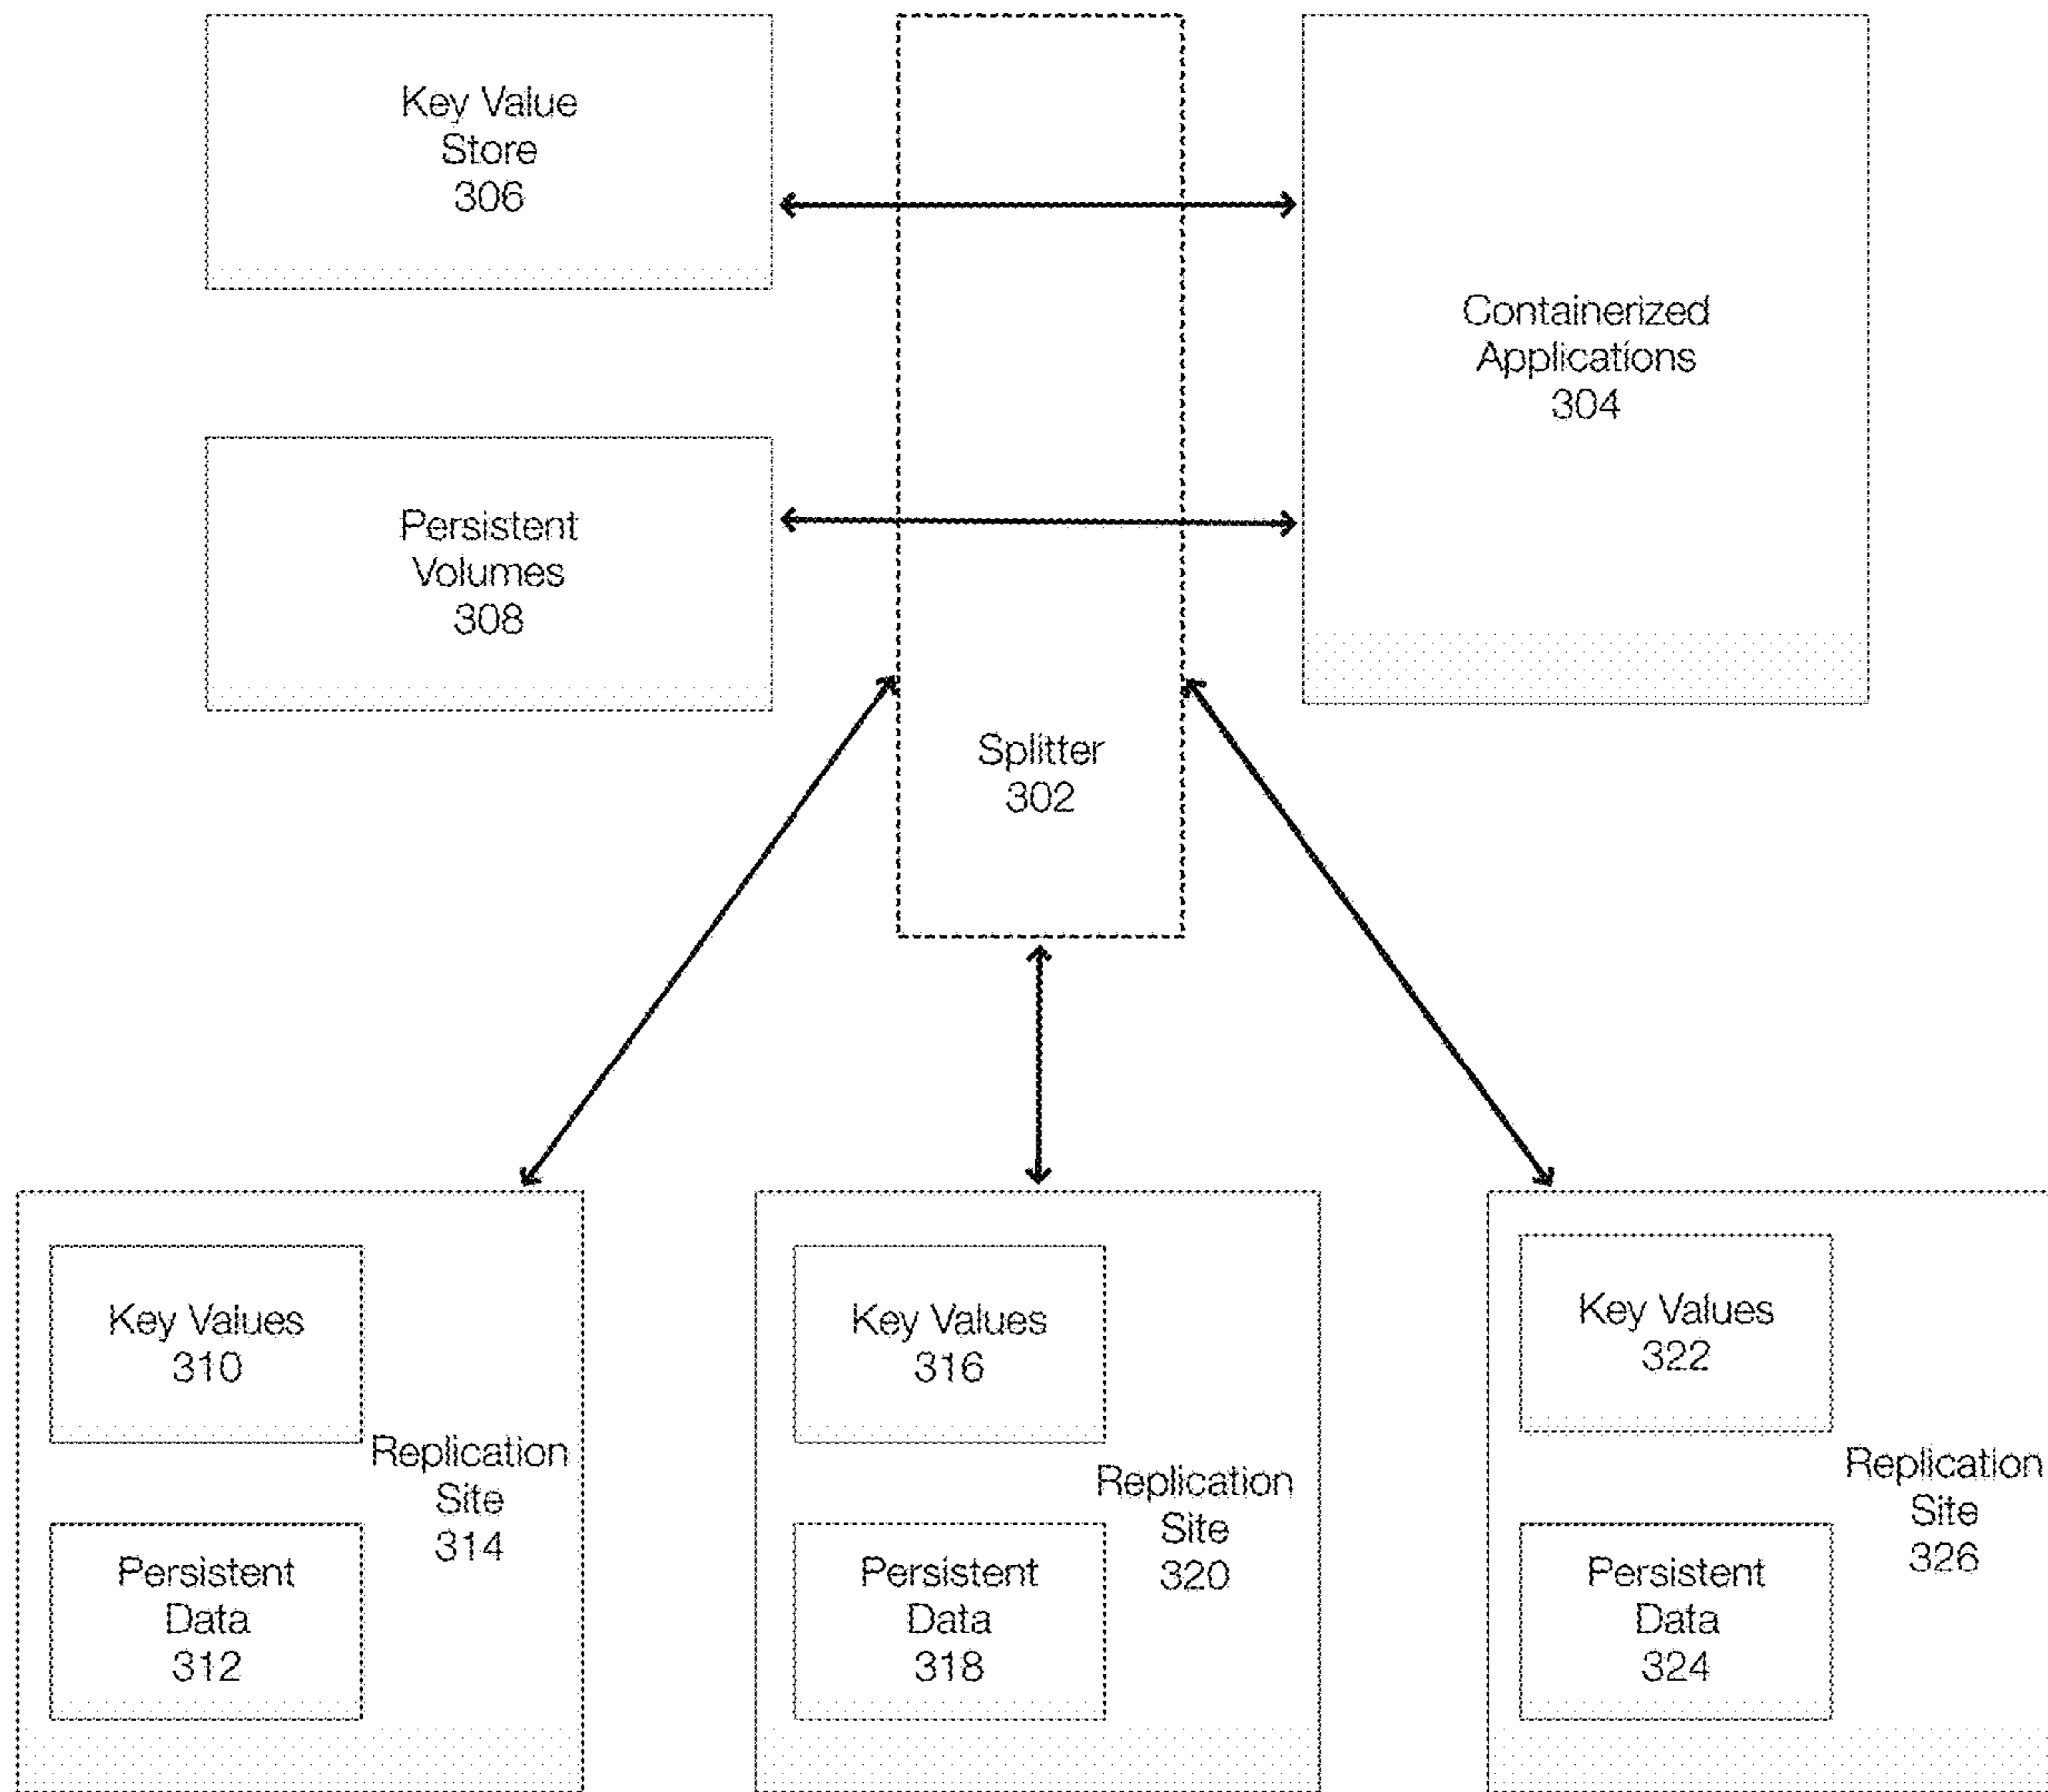 Key Value
Store
306
Containerized
Applications
304
Persistent
Volumes
308
Splitter
302
Key Values
310
Replication
Site
314
Persistent
Data
312
Key Values
316
Replication
Site
320
Persistent
Data
318
Key Values
322
Replication
Site
326
Persistent
Data
324